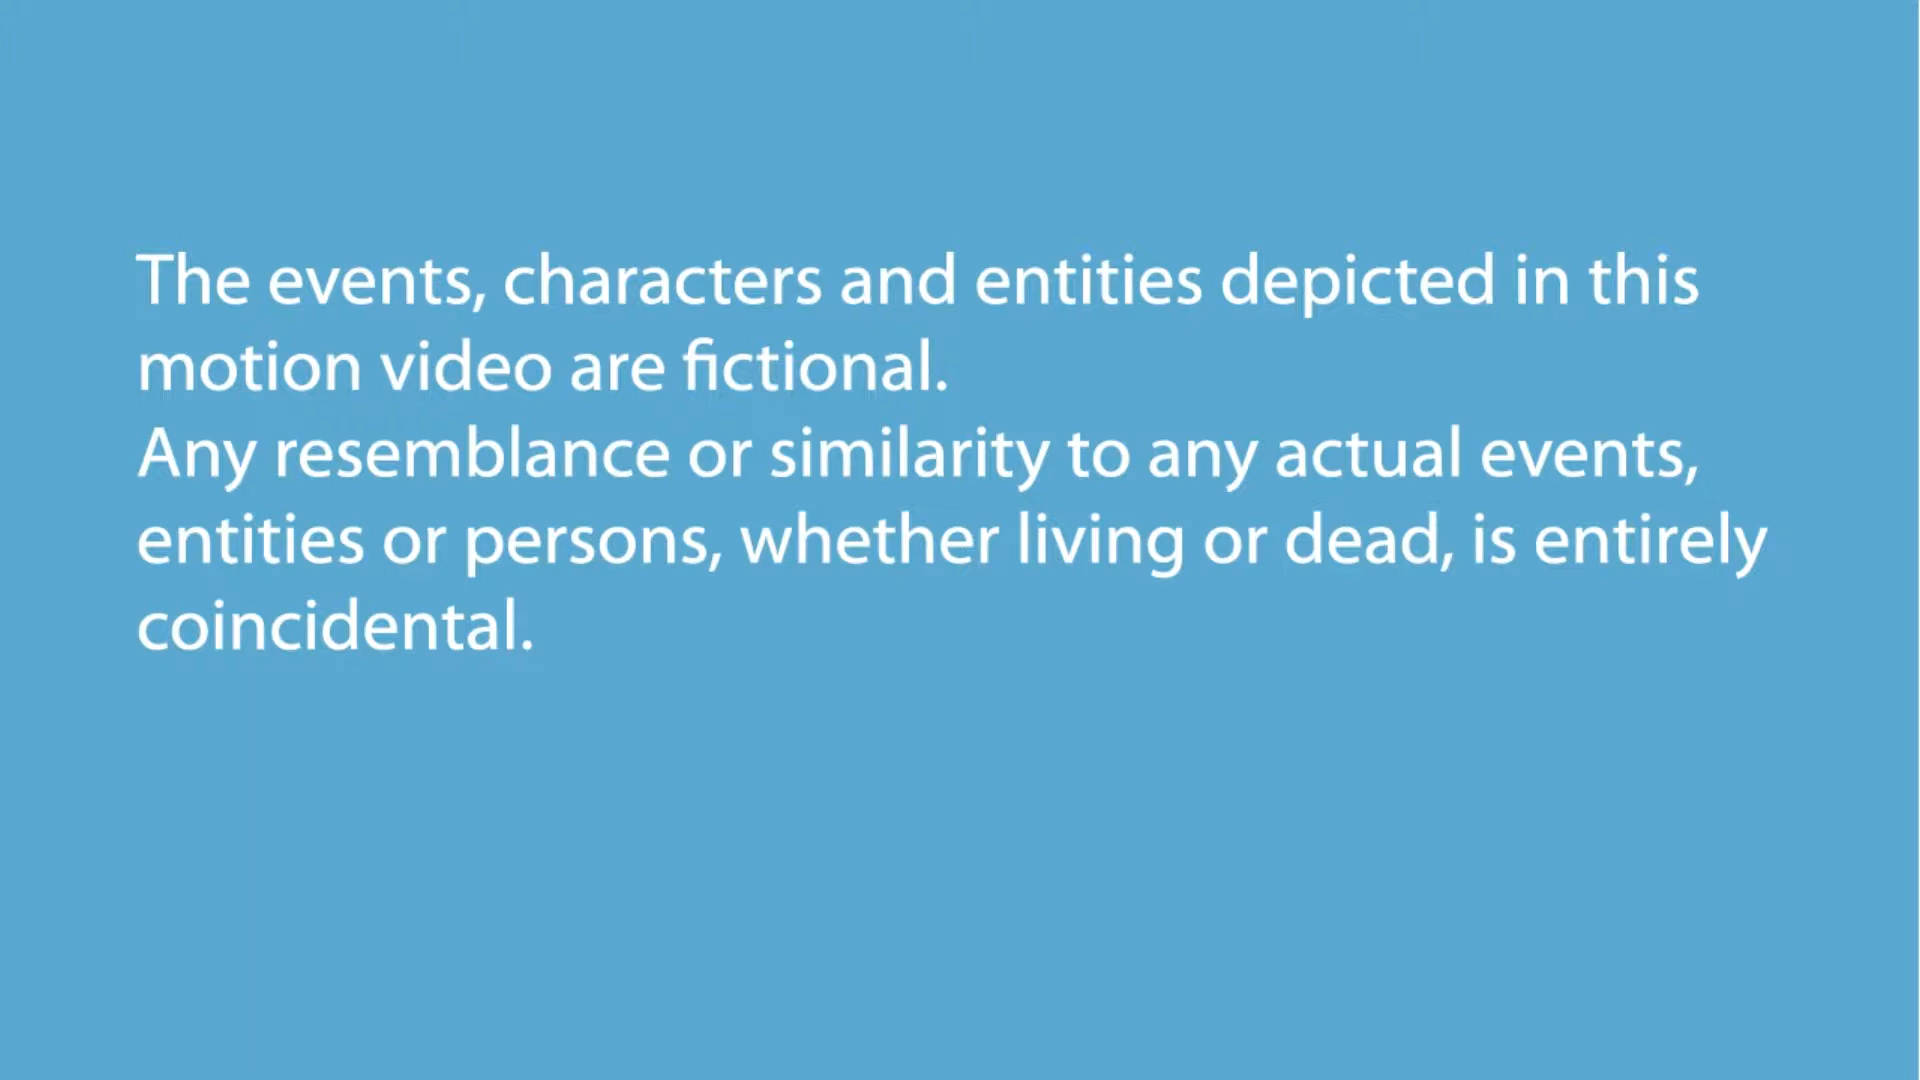 The events, characters and entities depicted in this
motion video are fictional.
Any resemblance or similarity to any actual events,
entities or persons, whether living or dead, is entirely
coincidental.